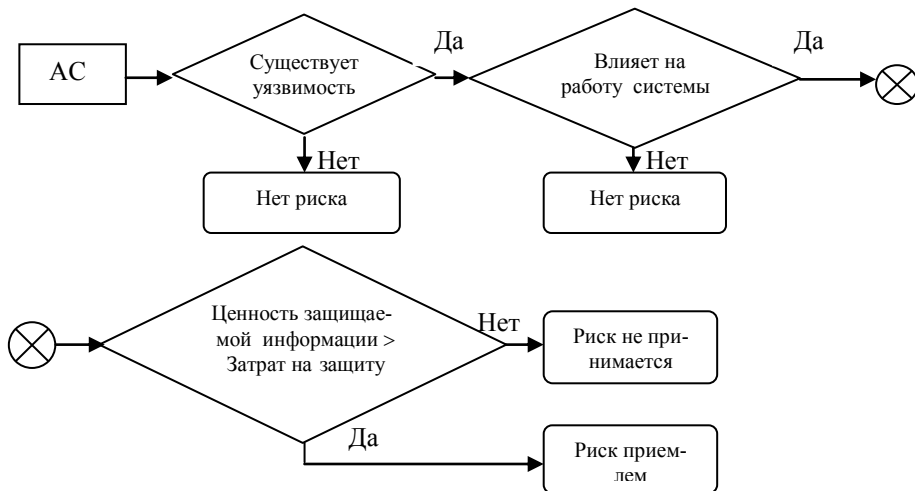 АС
Существует
уязвимость
Да
Влияет на
работу системы
Да
Нет
Нет риска
Нет
Нет риска
Ценность защищае-
мой информации >
Затрат на защиту
Нет
Риск не при-
нимается
Да
Риск прием-
лем